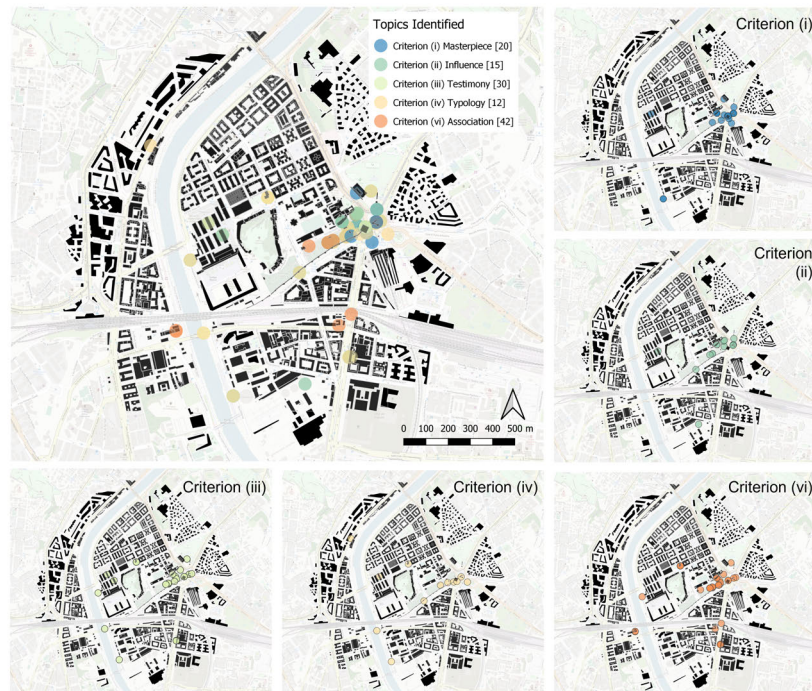 Topics Identified
Criterion (i) Masterpiece [20]
Criterion (ii) Influence [15]
Criterion (iii) Testimony [30]
Criterion (iv) Typology [12]
Criterion (vi) Association [42]
0 100 200 300 400 500 m
Criterion (i)
Criterion
(ii)
Criterion (iii)
Criterion (iv)
Criterion (vi)